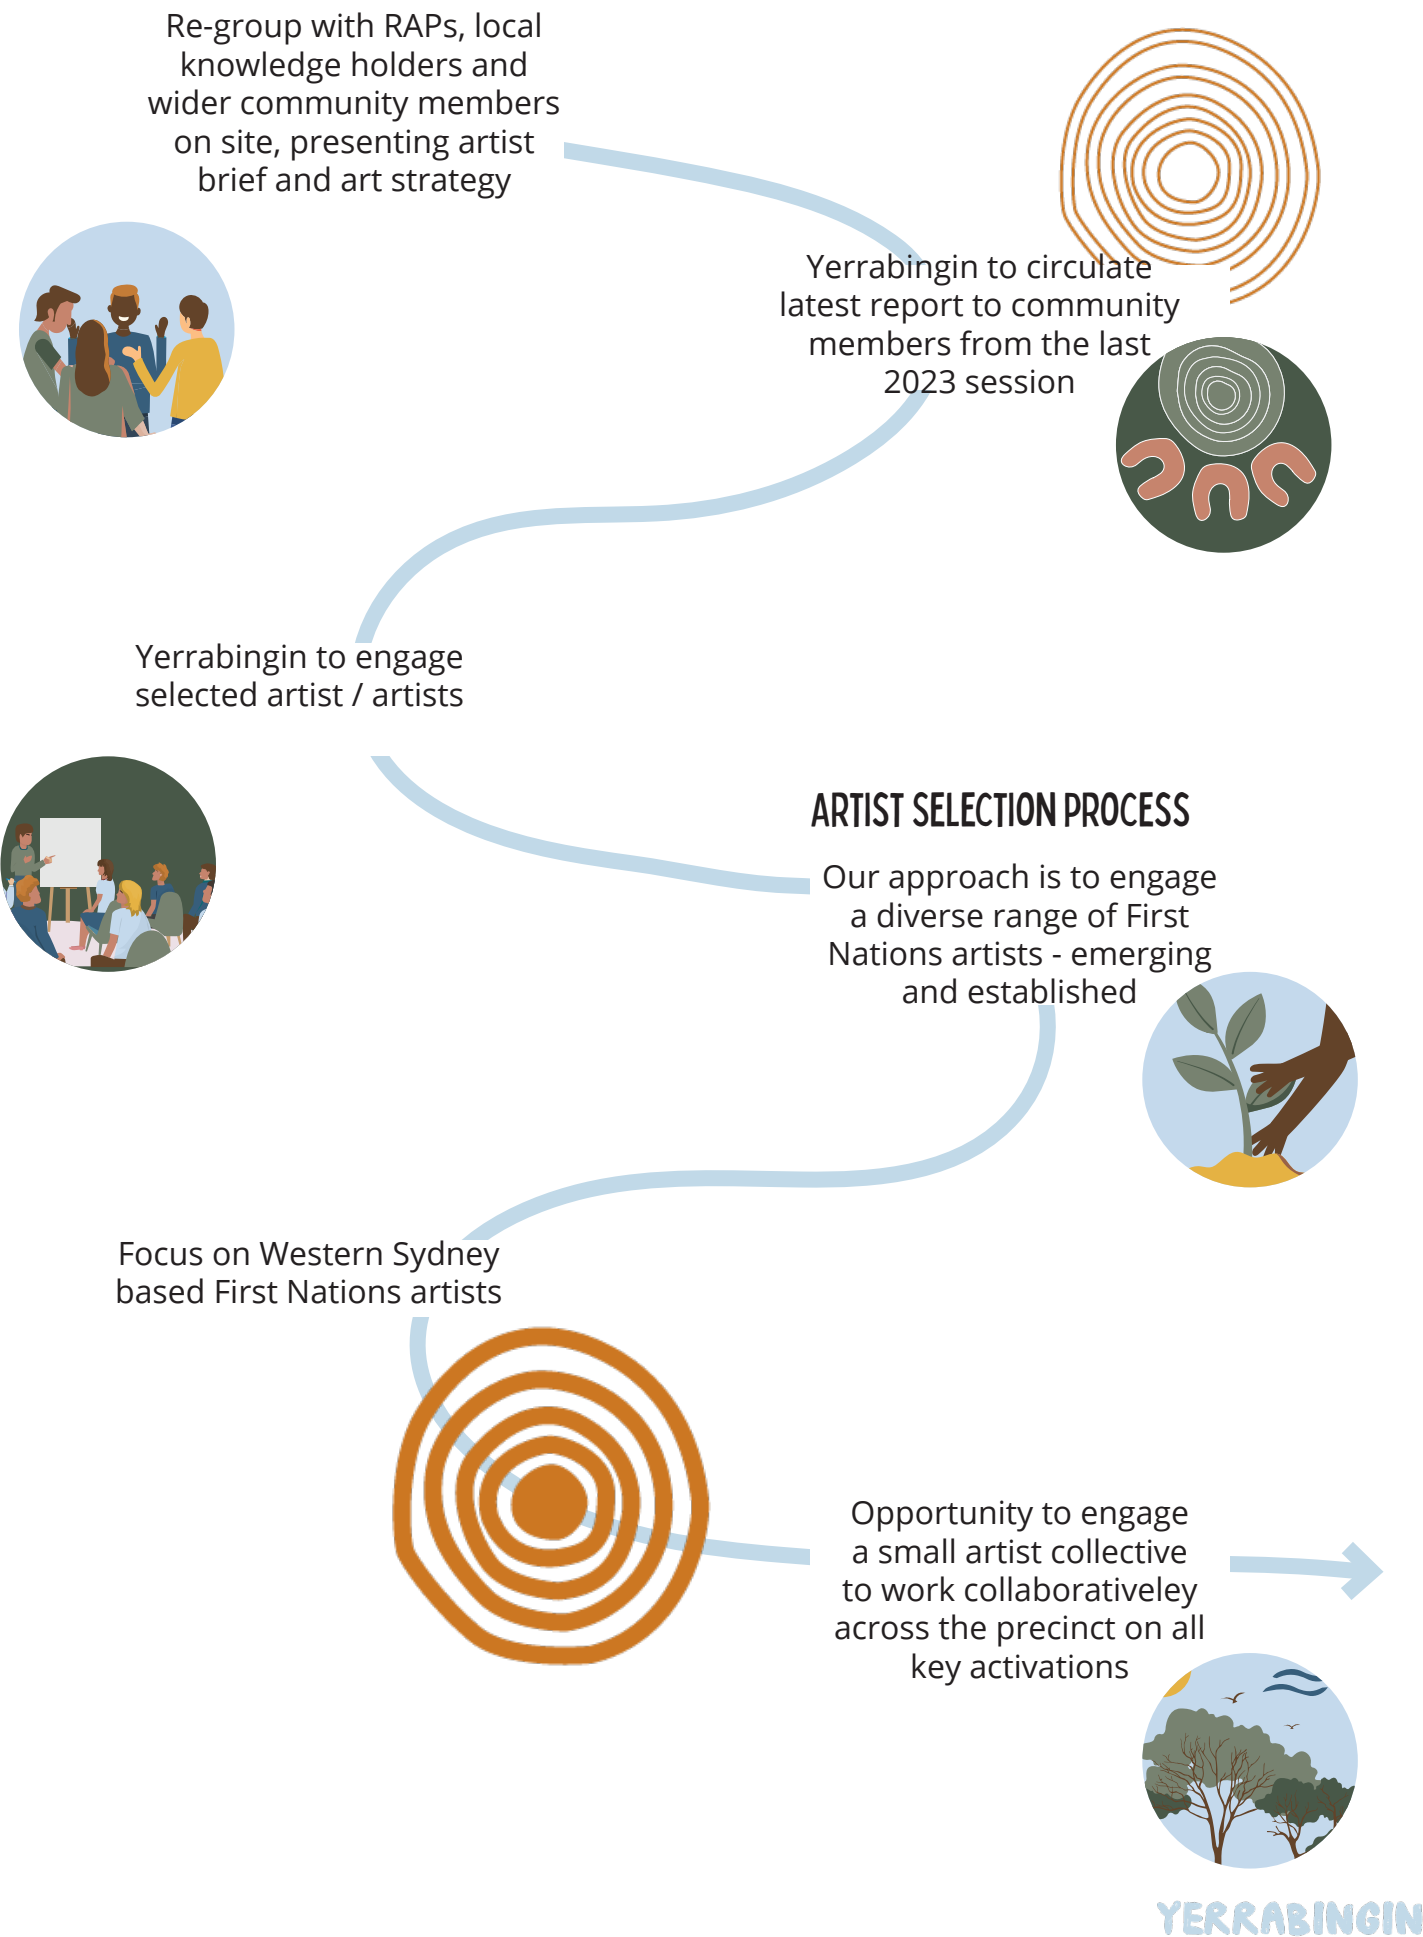 Re-group with RAPs, local
knowledge holders and
wider community members
on site, presenting artist
brief and art strategy
Yerrabingin to circulate
latest report to community
members from the last
2023 session
Yerrabingin to engage
selected artist / artists
ARTIST SELECTION PROCESS
Our approach is to engage
a diverse range of First
Nations artists - emerging
and established
Focus on Western Sydney
based First Nations artists
Opportunity to engage
a small artist collective
to work collaborativeley
across the precinct on all
key activations
YERRABINGIN